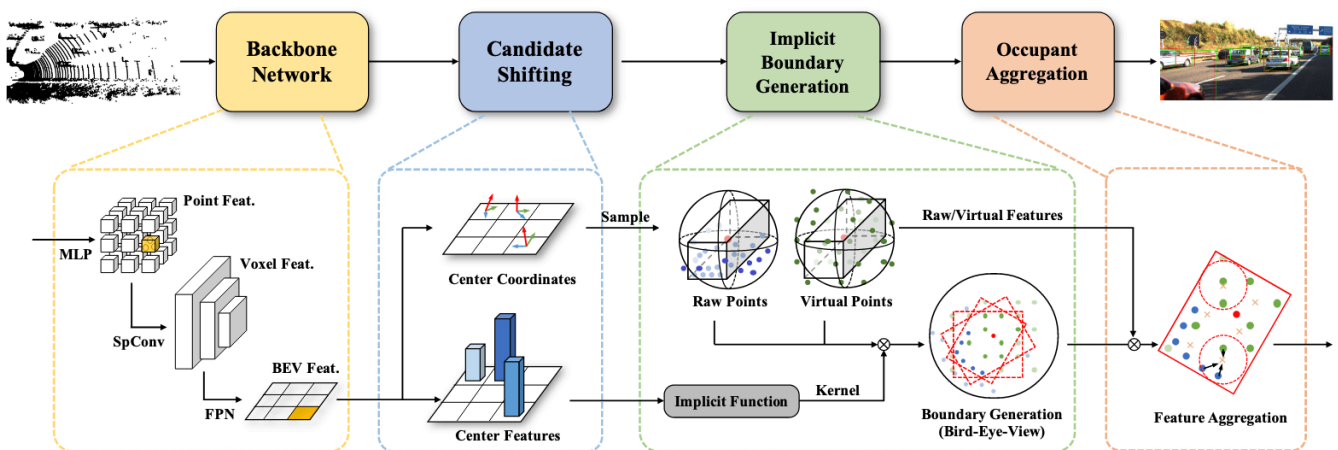 Backbone
Network
Candidate
Shifting
Implicit
Boundary
Generation
Occupant
Aggregation
Point Feat.
MLP
Voxel Feat.
SpConv
BEV Feat.
FPN
Center Coordinates
Center Features
Sample
Raw Points
Virtual Points
Raw/Virtual Features
Implicit Function
Kernel
Boundary Generation
(Bird-Eye-View)
Feature Aggregation